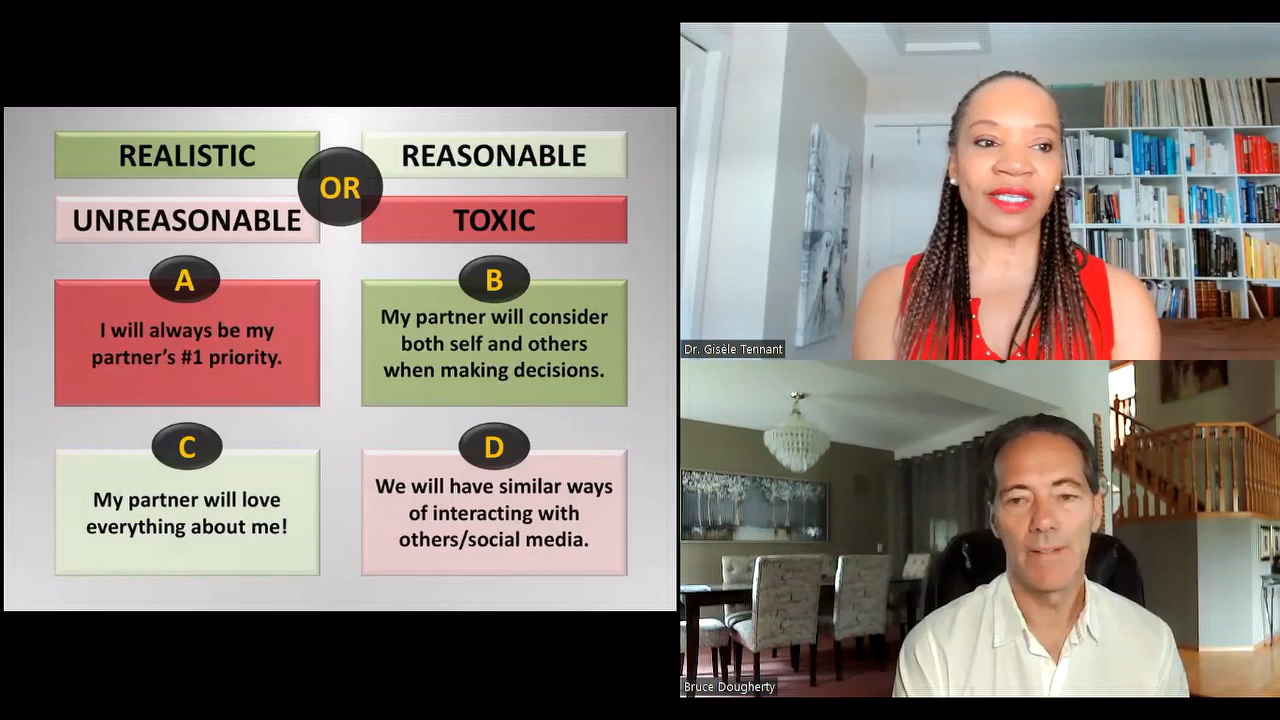 REALISTIC
OR
REASONABLE
UNREASONABLE
TOXIC
A
I will always be my
partner’s #1 priority.
B
My partner will consider
both self and others
when making decisions.
C
My partner will love
everything about me!
D
We will have similar ways
of interacting with
others/social media.
Dr. Gisèle Tennant
Bruce Dougherty